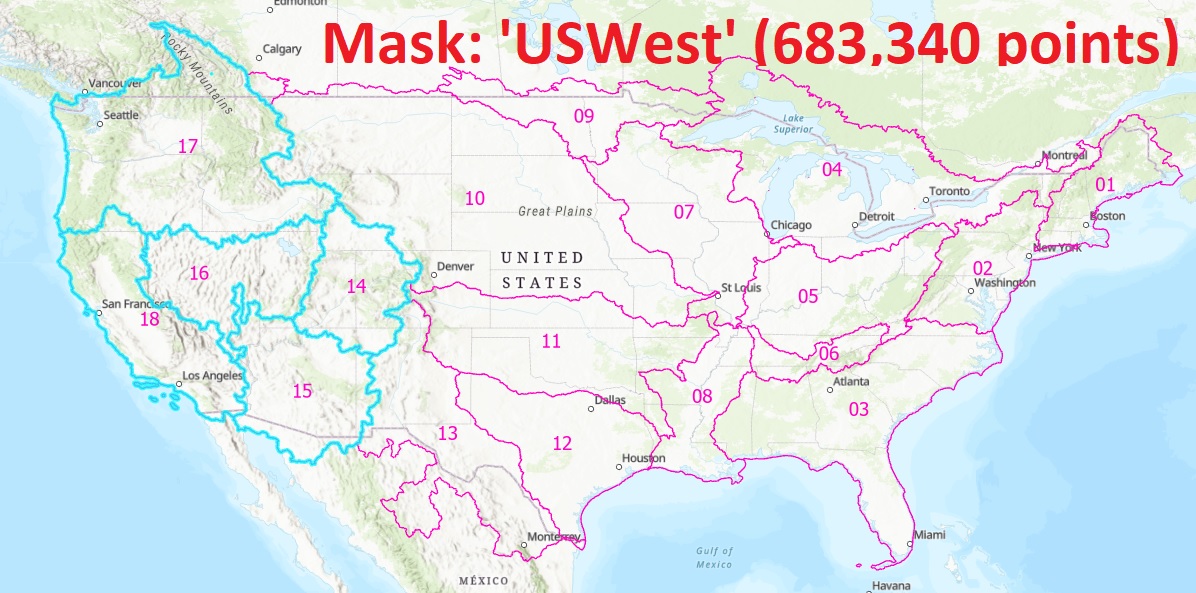 Edmonton
Mask: 'USWest' (683,340 points)
Calgary
Rocky Mountains
Vancouver
Seattle
09
Lake
Superior
17
Montreal
04
01
Toronto
10
Great Plains
07
Chicago
Detroit
Boston
New York
UNITED
STATES
Denver
16
14
02
Washington
St Louis
05
San Francisco
18
11
06
Los Angeles
15
Atlanta
Dallas
08
03
13
12
Houston
Monterrey
Miami
Gulf of
Mexico
MÉXICO
Havana